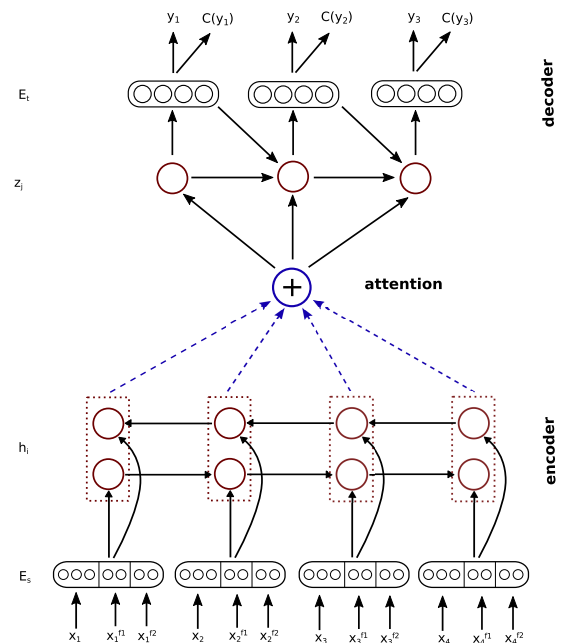 y₁ C(y₁) y₂ C(y₂) y₃ C(y₃)
decoder
Eₜ
zⱼ
+
attention
hᵢ
encoder
Eₛ
x₁ x₁ᶠ¹ x₁ᶠ² x₂ x₂ᶠ¹ x₂ᶠ² x₃ x₃ᶠ¹ x₃ᶠ² x₄ x₄ᶠ¹ x₄ᶠ²